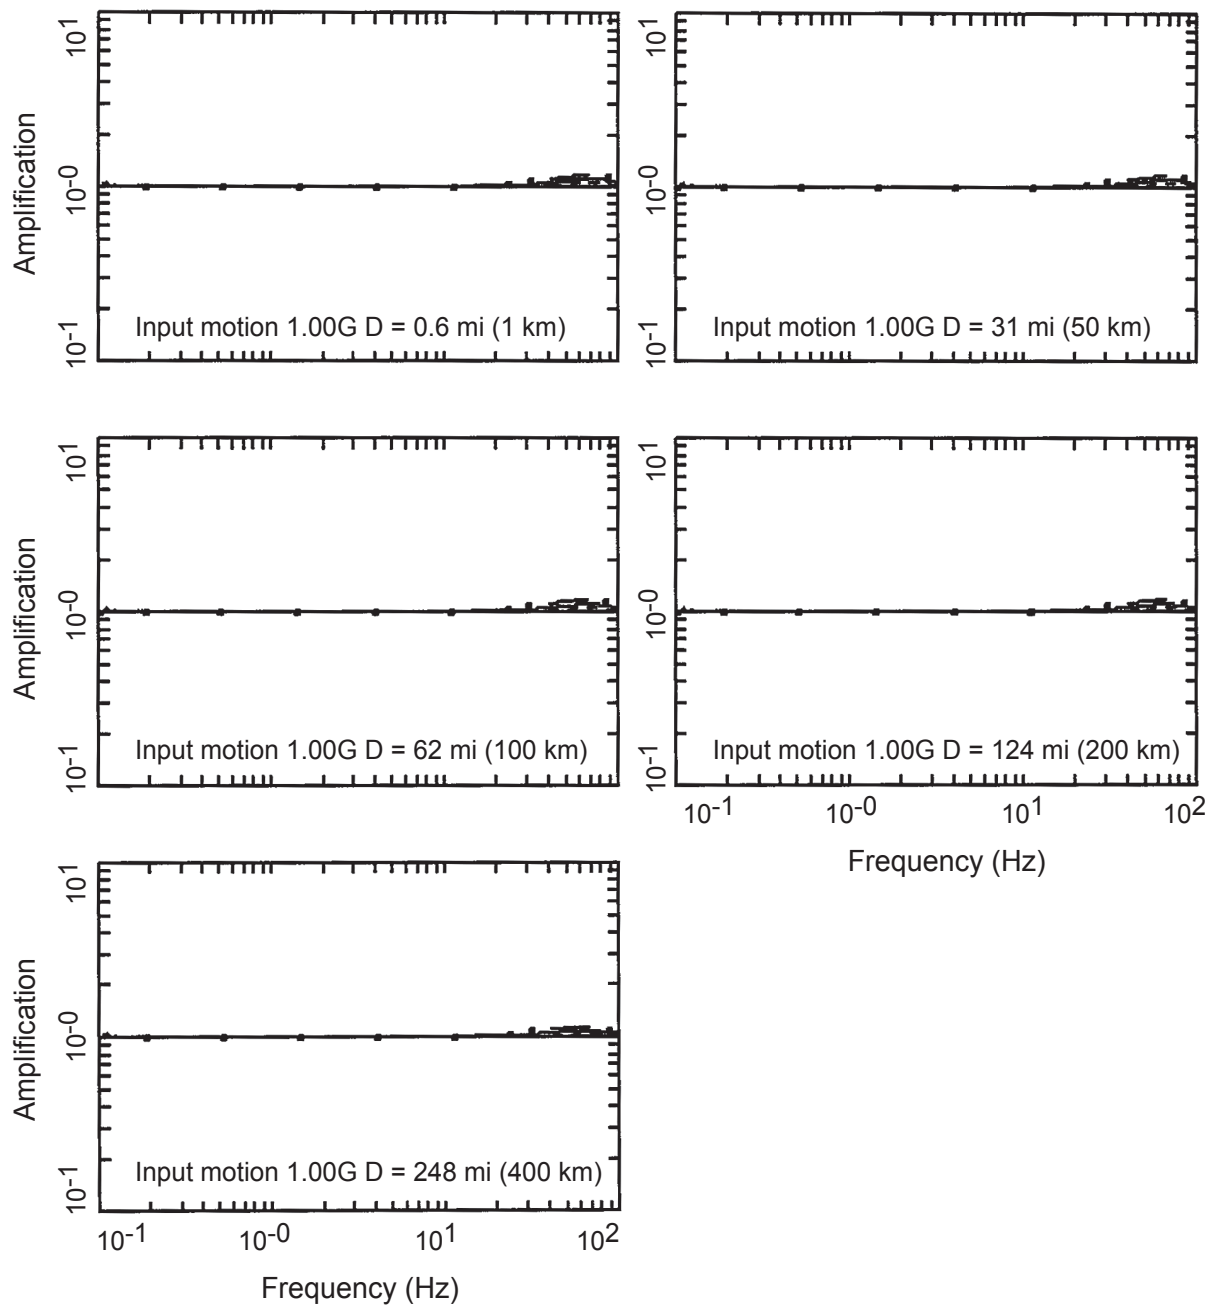 Amplification
10^1
10^-0
10^-1
Input motion 1.00G D = 0.6 mi (1 km)
10^1
10^-0
10^-1
Input motion 1.00G D = 31 mi (50 km)
Amplification
10^1
10^-0
10^-1
Input motion 1.00G D = 62 mi (100 km)
10^1
10^-0
10^-1
Input motion 1.00G D = 124 mi (200 km)
10^-1 10^-0 10^1 10^2
Frequency (Hz)
Amplification
10^1
10^-0
10^-1
Input motion 1.00G D = 248 mi (400 km)
10^-1 10^-0 10^1 10^2
Frequency (Hz)